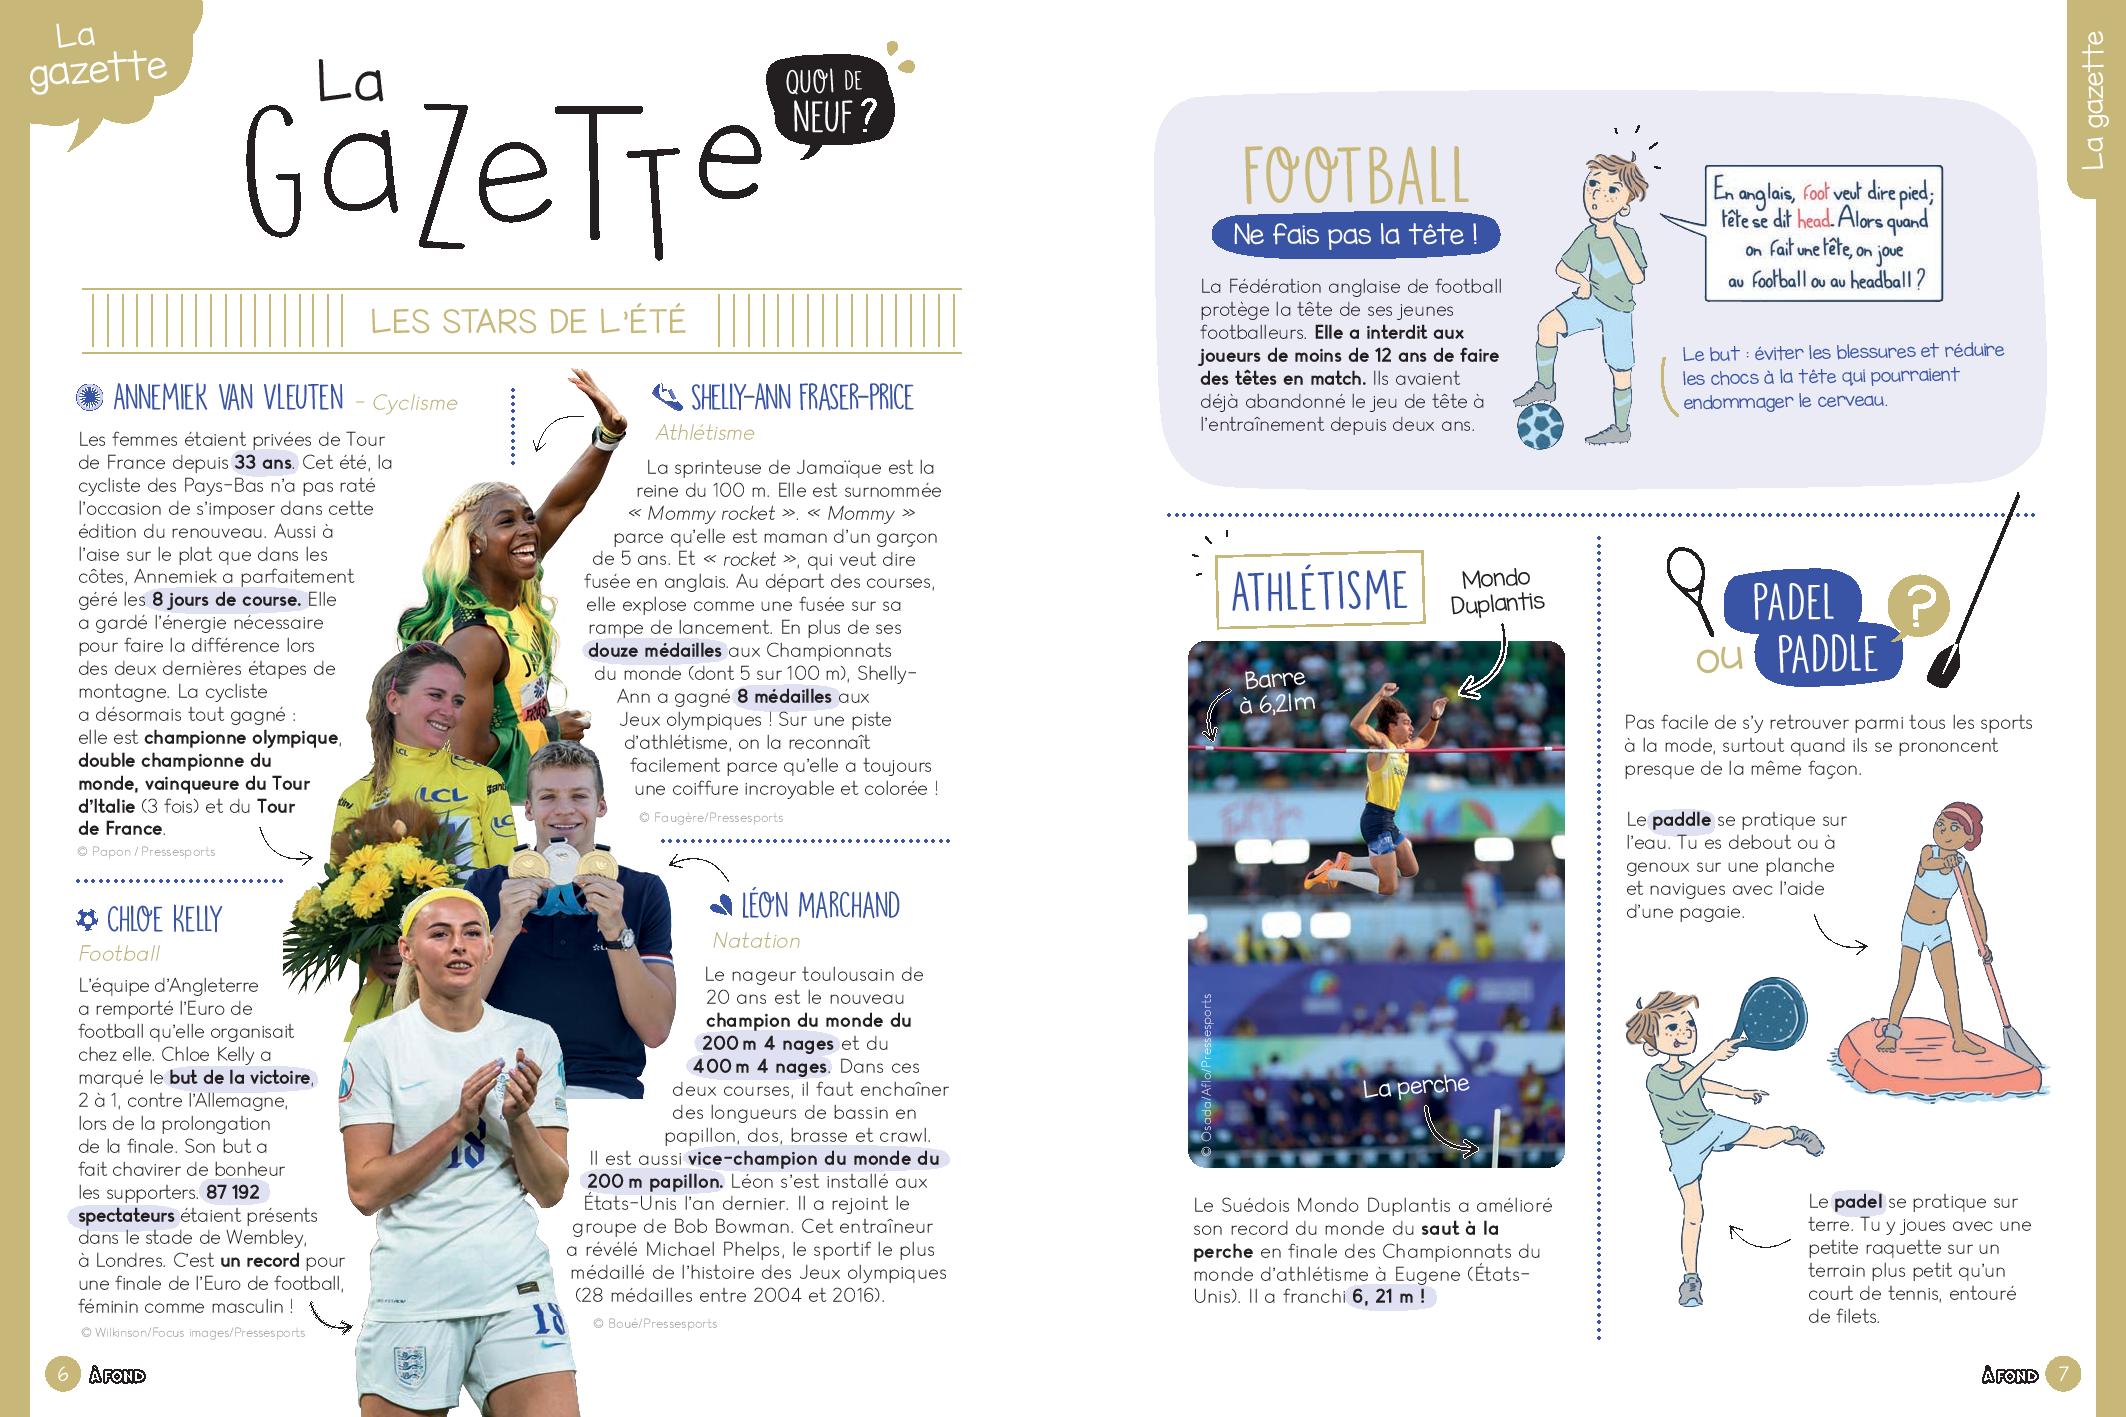 La
gazette
La
GaZeTTe
QUOI DE
NEUF ?
LES STARS DE L'ÉTÉ
ANNEMIEK VAN VLEUTEN - Cyclisme
Les femmes étaient privées de Tour
de France depuis 33 ans. Cet été, la
cycliste des Pays-Bas n'a pas raté
l'occasion de s'imposer dans cette
édition du renouveau. Aussi à
l'aise sur le plat que dans les
côtes, Annemiek a parfaitement
géré les 8 jours de course. Elle
a gardé l'énergie nécessaire
pour faire la différence lors
des deux dernières étapes de
montagne. La cycliste
a désormais tout gagné :
elle est championne olympique,
double championne du
monde, vainqueure du Tour
d'Italie (3 fois) et du Tour
de France.
© Papon / Pressesports
SHELLY-ANN FRASER-PRICE
Athlétisme
La sprinteuse de Jamaïque est la
reine du 100 m. Elle est surnommée
« Mommy rocket ». « Mommy »
parce qu'elle est maman d'un garçon
de 5 ans. Et « rocket », qui veut dire
fusée en anglais. Au départ des courses,
elle explose comme une fusée sur sa
rampe de lancement. En plus de ses
douze médailles aux Championnats
du monde (dont 5 sur 100 m), Shelly-
Ann a gagné 8 médailles aux
Jeux olympiques ! Sur une piste
d'athlétisme, on la reconnaît
facilement parce qu'elle a toujours
une coiffure incroyable et colorée !
© Faugère/Pressesports
CHLOE KELLY
Football
L'équipe d'Angleterre
a remporté l'Euro de
football qu'elle organisait
chez elle. Chloe Kelly a
marqué le but de la victoire,
2 à 1, contre l'Allemagne,
lors de la prolongation
de la finale. Son but a
fait chavirer de bonheur
les supporters. 87 192
spectateurs étaient présents
dans le stade de Wembley,
à Londres. C'est un record pour
une finale de l'Euro de football,
féminin comme masculin !
© Wilkinson/Focus images/Pressesports
LÉON MARCHAND
Natation
Le nageur toulousain de
20 ans est le nouveau
champion du monde du
200 m 4 nages et du
400 m 4 nages. Dans ces
deux courses, il faut enchaîner
des longueurs de bassin en
papillon, dos, brasse et crawl.
Il est aussi vice-champion du monde du
200 m papillon. Léon s'est installé aux
États-Unis l'an dernier. Il a rejoint le
groupe de Bob Bowman. Cet entraîneur
a révélé Michael Phelps, le sportif le plus
médaillé de l'histoire des Jeux olympiques
(28 médailles entre 2004 et 2016).
© Boué/Pressesports
LCL
LCL
18
18
6 À FOND
La gazette
FOOTBALL
Ne fais pas la tête !
La Fédération anglaise de football
protège la tête de ses jeunes
footballeurs. Elle a interdit aux
joueurs de moins de 12 ans de faire
des têtes en match. Ils avaient
déjà abandonné le jeu de tête à
l'entraînement depuis deux ans.
En anglais, foot veut dire pied;
tête se dit head. Alors quand
on fait une tête, on joue
au football ou au headball ?
Le but : éviter les blessures et réduire
les chocs à la tête qui pourraient
endommager le cerveau.
ATHLÉTISME
Mondo
Duplantis
Barre
à 6,21m
La perche
© Osada/Aflo/Pressesports
Le Suédois Mondo Duplantis a amélioré
son record du monde du saut à la
perche en finale des Championnats du
monde d'athlétisme à Eugene (États-
Unis). Il a franchi 6, 21 m !
PADEL
ou PADDLE ?
Pas facile de s'y retrouver parmi tous les sports
à la mode, surtout quand ils se prononcent
presque de la même façon.
Le paddle se pratique sur
l'eau. Tu es debout ou à
genoux sur une planche
et navigues avec l'aide
d'une pagaie.
Le padel se pratique sur
terre. Tu y joues avec une
petite raquette sur un
terrain plus petit qu'un
court de tennis, entouré
de filets.
À FOND 7